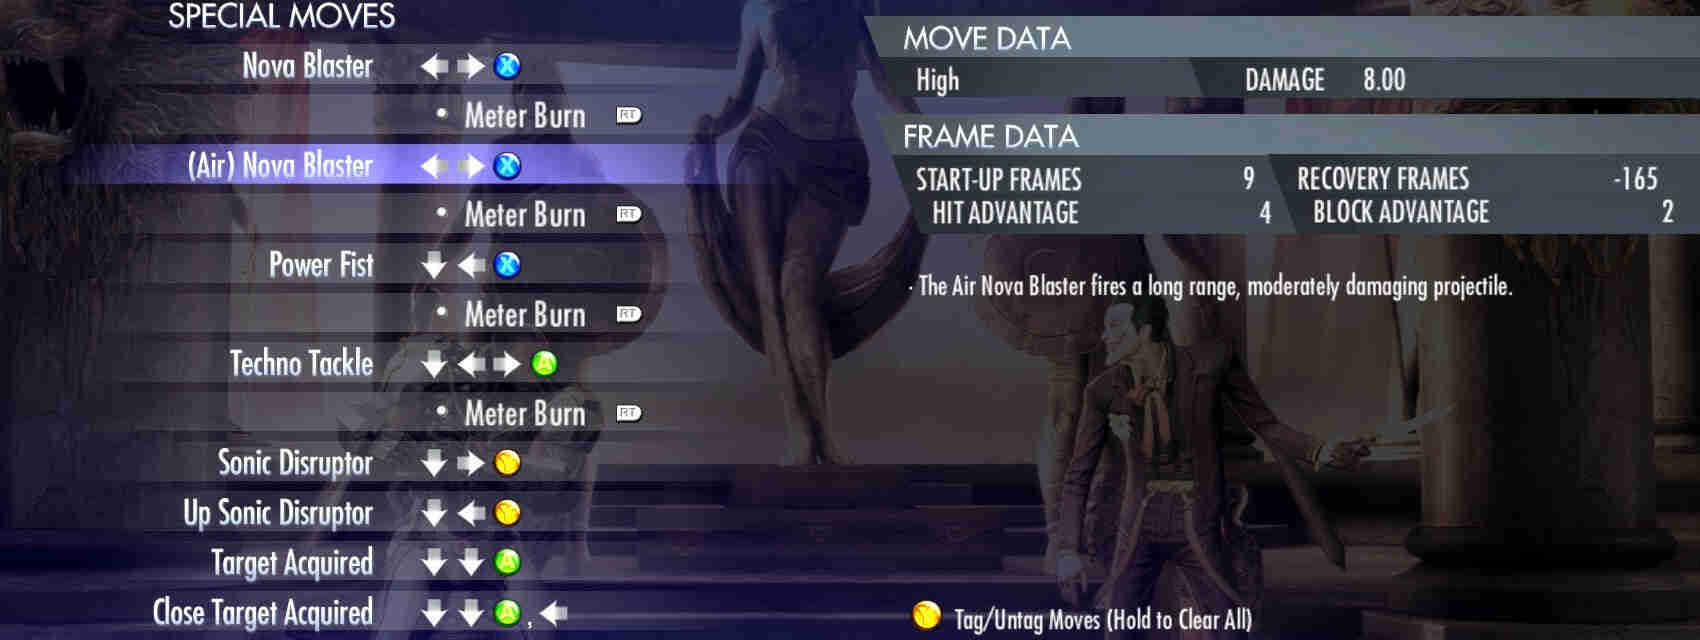 SPECIAL MOVES
Nova Blaster X
• Meter Burn RT
(Air) Nova Blaster X
• Meter Burn RT
Power Fist X
• Meter Burn RT
Techno Tackle A
• Meter Burn RT
Sonic Disruptor Y
Up Sonic Disruptor Y
Target Acquired A
Close Target Acquired A ,
MOVE DATA
High DAMAGE 8.00
FRAME DATA
START-UP FRAMES 9 RECOVERY FRAMES -165
HIT ADVANTAGE 4 BLOCK ADVANTAGE 2
· The Air Nova Blaster fires a long range, moderately damaging projectile.
Y Tag/Untag Moves (Hold to Clear All)